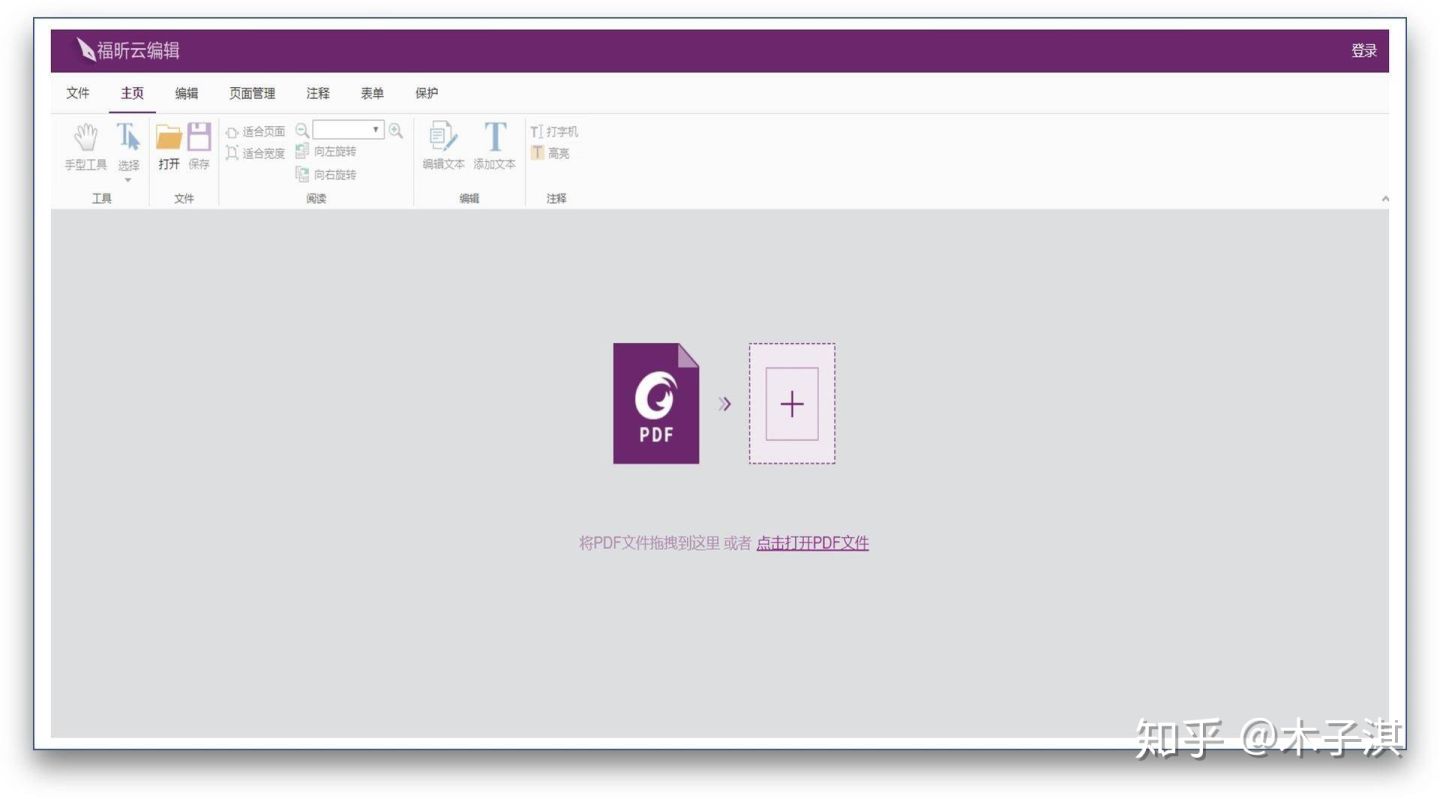 福昕云编辑
登录
文件 主页 编辑 页面管理 注释 表单 保护
手型工具 选择
工具
打开 保存
文件
适合页面
适合宽度
向左旋转
向右旋转
阅读
编辑文本 添加文本
编辑
打字机
高亮
注释
PDF
将PDF文件拖拽到这里 或者 点击打开PDF文件
知乎 @木子淇